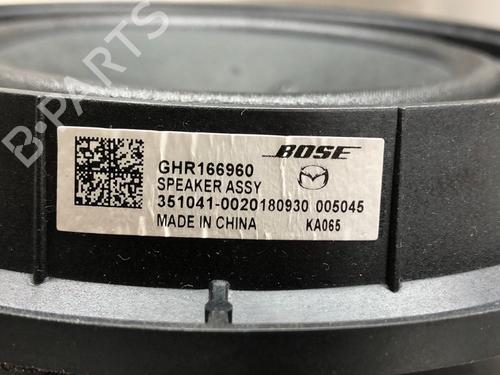 B-PARTS
GHR166960
BOSE
SPEAKER ASSY
351041-0020180930 005045
MADE IN CHINA
KA065